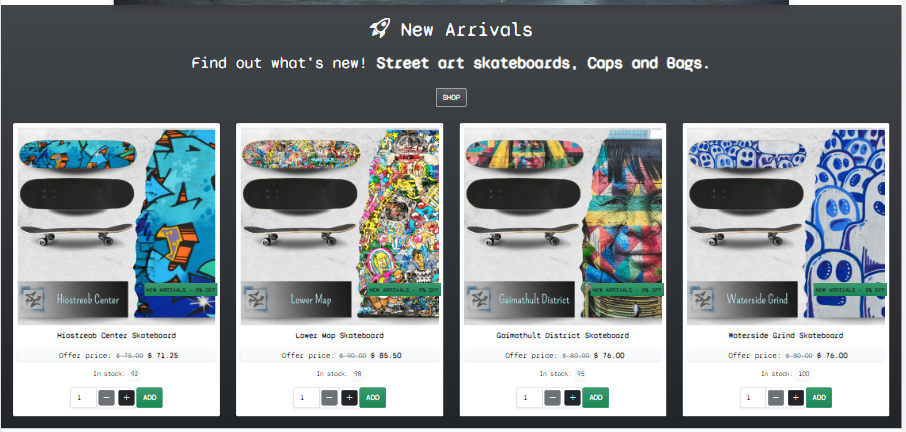 New Arrivals
Find out what's new! Street art skateboards, Caps and Bags.
SHOP
NEW ARRIVALS - 5% OFF
Hiostreob Center
Hiostreob Center Skateboard
Offer price: $ 75.00 $ 71.25
In stock: 92
1 - + ADD
NEW ARRIVALS - 5% OFF
Lower Map
Lower Map Skateboard
Offer price: $ 90.00 $ 85.50
In stock: 98
1 - + ADD
NEW ARRIVALS - 5% OFF
Gaimathult District
Gaimathult District Skateboard
Offer price: $ 80.00 $ 76.00
In stock: 95
1 - + ADD
NEW ARRIVALS - 5% OFF
Waterside Grind
Waterside Grind Skateboard
Offer price: $ 80.00 $ 76.00
In stock: 100
1 - + ADD